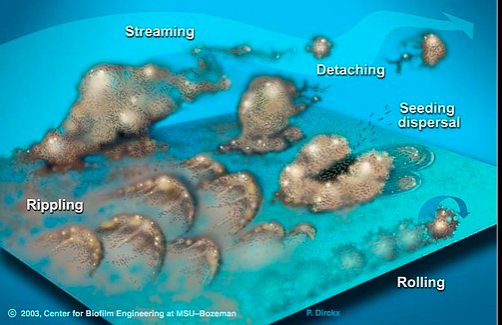 Streaming
Detaching
Seeding
dispersal
Rippling
Rolling
© 2003, Center for Biofilm Engineering at MSU–Bozeman
P. Dirckx